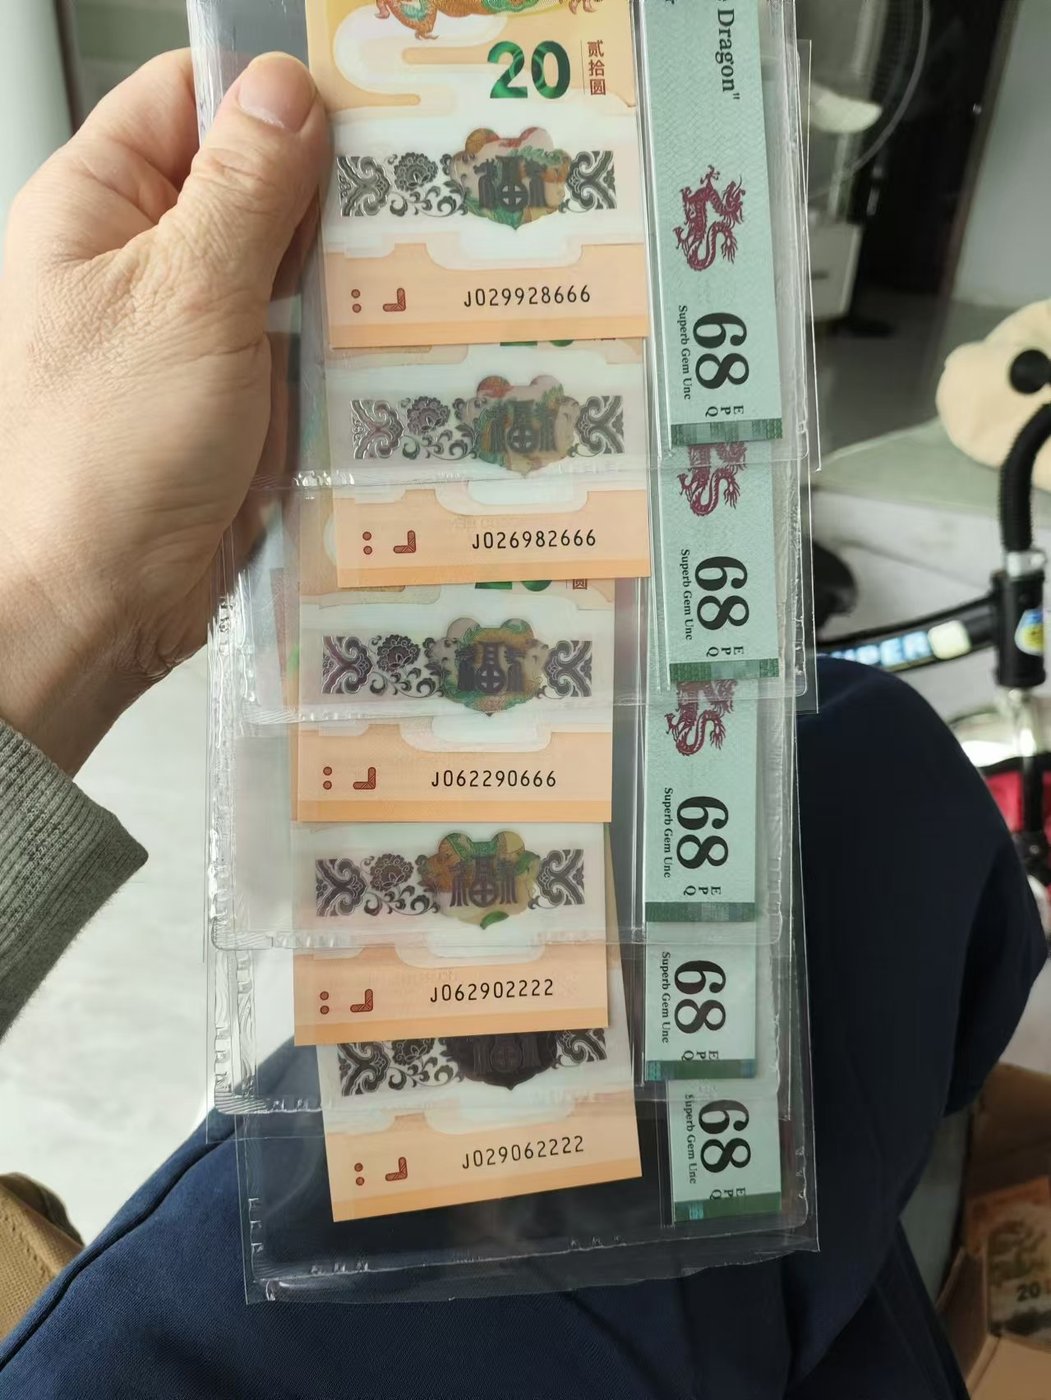 Dragon"
20
贰拾圆
J029928666
68
EPQ
Superb Gem Unc
J026982666
68
EPQ
Superb Gem Unc
J062290666
68
EPQ
Superb Gem Unc
J062902222
68
EPQ
Superb Gem Unc
J029062222
68
EPQ
Superb Gem Unc
20